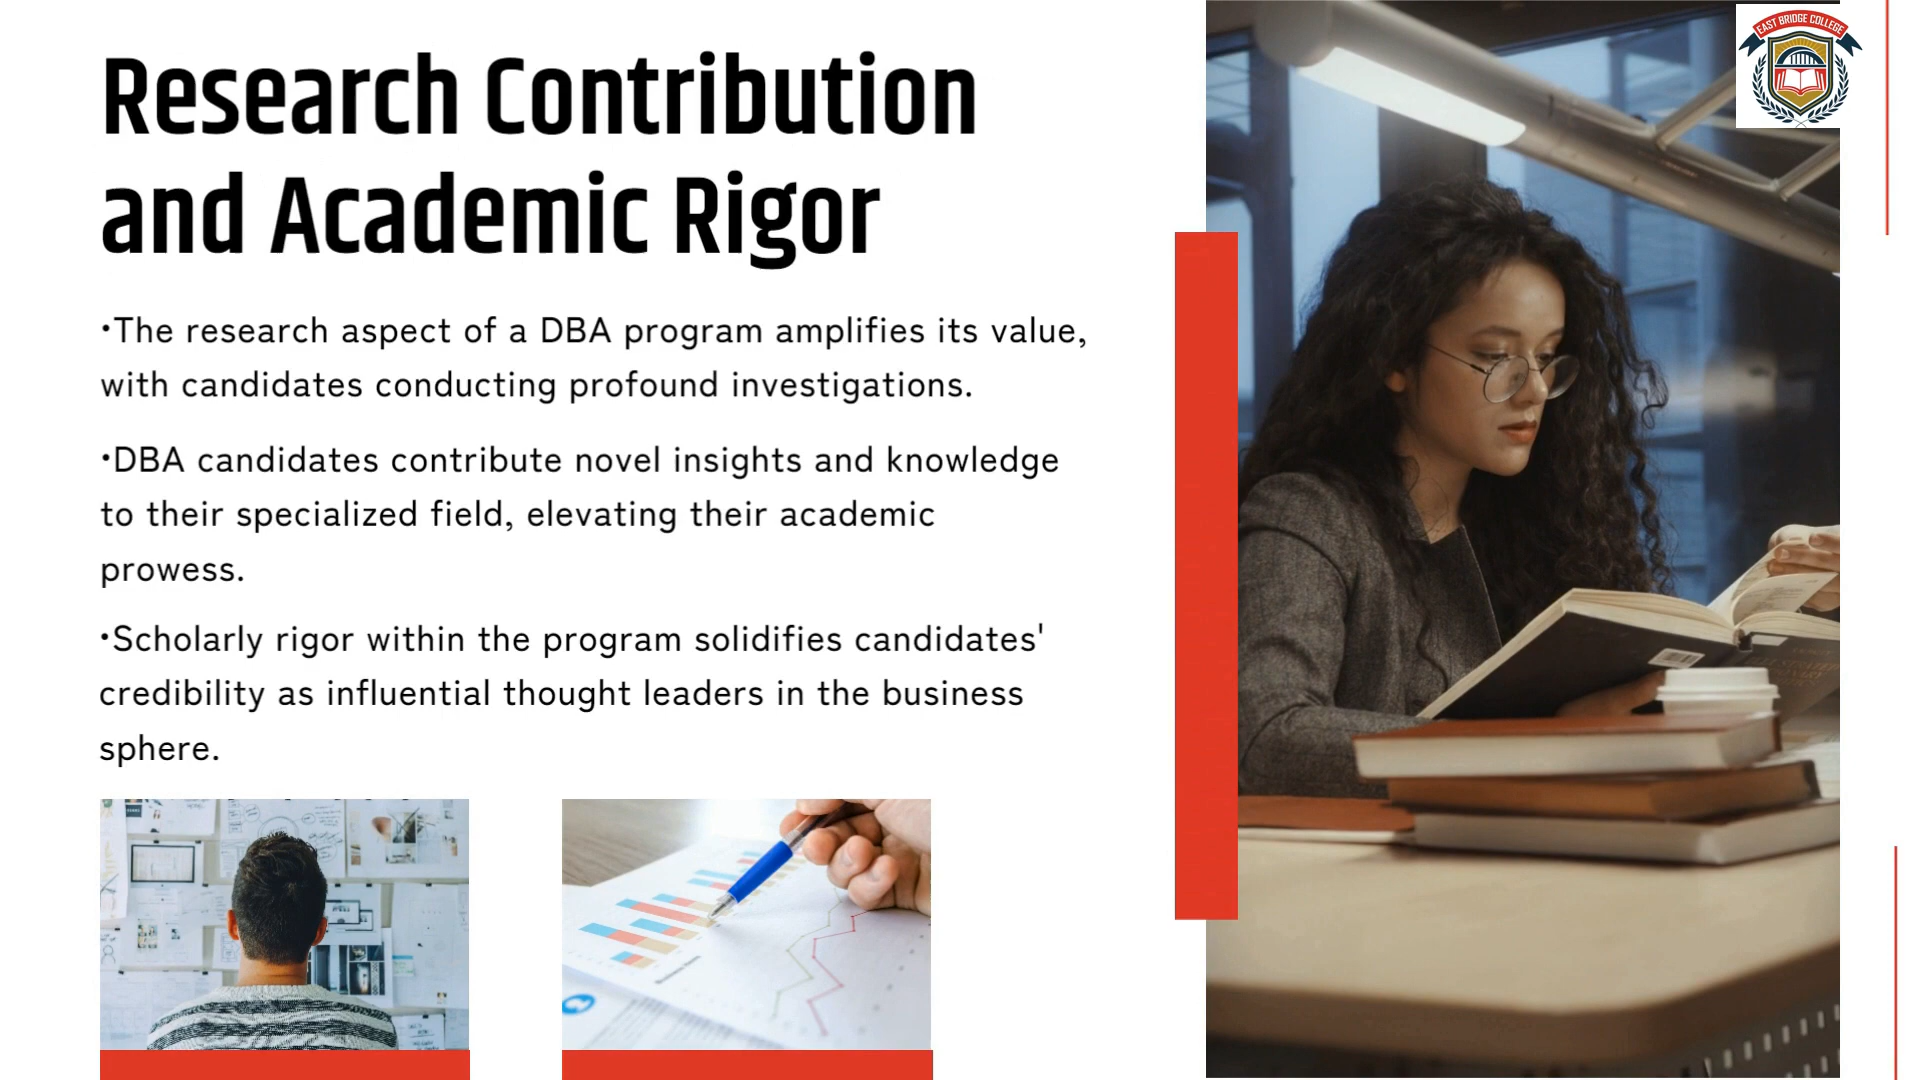 EAST BRIDGE COLLEGE
Research Contribution
and Academic Rigor
•The research aspect of a DBA program amplifies its value,
with candidates conducting profound investigations.
•DBA candidates contribute novel insights and knowledge
to their specialized field, elevating their academic
prowess.
•Scholarly rigor within the program solidifies candidates'
credibility as influential thought leaders in the business
sphere.